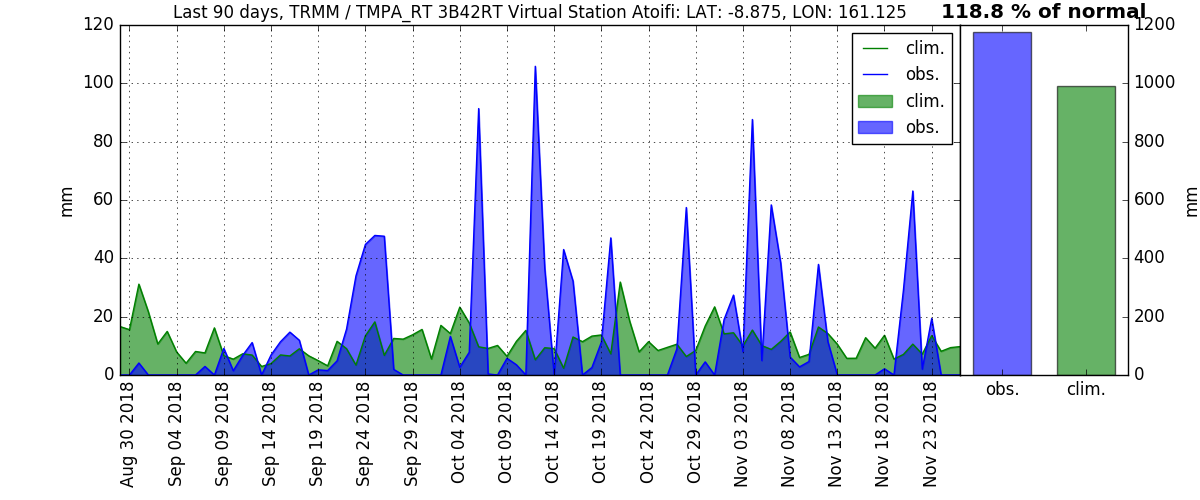 Last 90 days, TRMM / TMPA_RT 3B42RT Virtual Station Atoifi: LAT: -8.875, LON: 161.125
118.8 % of normal
120
100
80
60
40
20
0
mm
clim.
obs.
clim.
obs.
1200
1000
800
600
400
200
0
mm
obs.
clim.
Aug 30 2018
Sep 04 2018
Sep 09 2018
Sep 14 2018
Sep 19 2018
Sep 24 2018
Sep 29 2018
Oct 04 2018
Oct 09 2018
Oct 14 2018
Oct 19 2018
Oct 24 2018
Oct 29 2018
Nov 03 2018
Nov 08 2018
Nov 13 2018
Nov 18 2018
Nov 23 2018